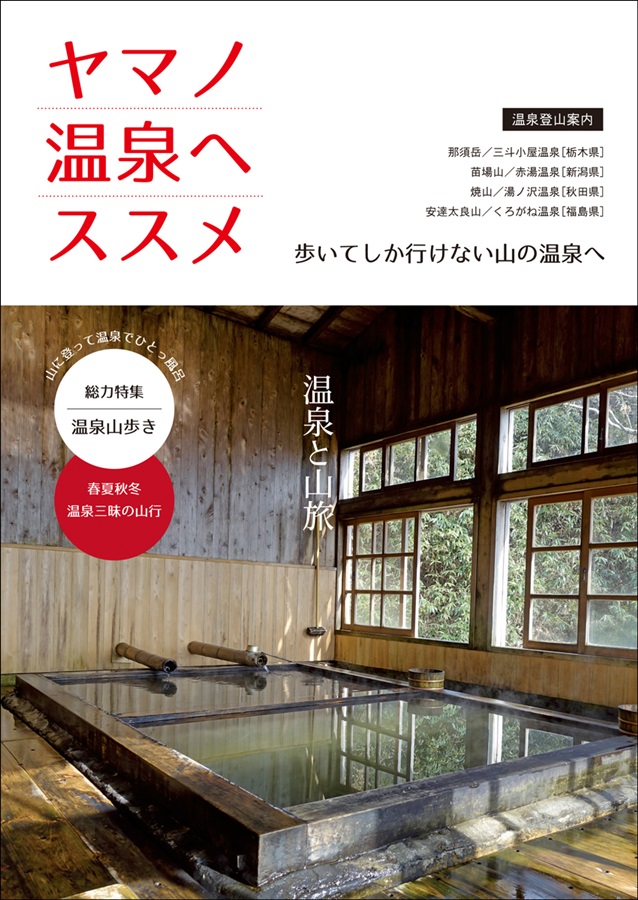 ヤマノ
温泉へ
ススメ
温泉登山案内
那須岳／三斗小屋温泉[栃木県]
苗場山／赤湯温泉[新潟県]
焼山／湯ノ沢温泉[秋田県]
安達太良山／くろがね温泉[福島県]
歩いてしか行けない山の温泉へ
山に登って温泉でひとっ風呂
総力特集
温泉山歩き
春夏秋冬
温泉三昧の山行
温泉と山旅